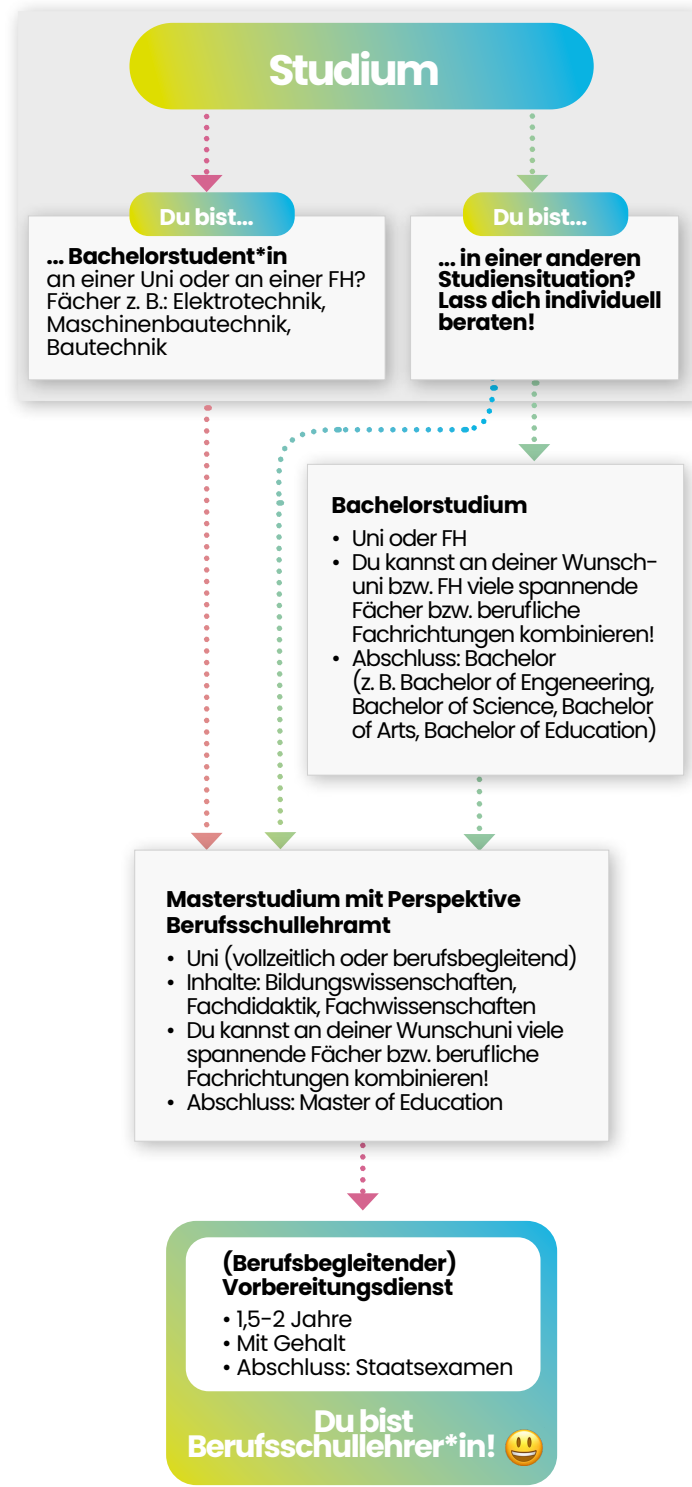 Studium
Du bist...
... Bachelorstudent*in
an einer Uni oder an einer FH?
Fächer z. B.: Elektrotechnik,
Maschinenbautechnik,
Bautechnik
Du bist...
... in einer anderen
Studiensituation?
Lass dich individuell
beraten!
Bachelorstudium
• Uni oder FH
• Du kannst an deiner Wunsch-
uni bzw. FH viele spannende
Fächer bzw. berufliche
Fachrichtungen kombinieren!
• Abschluss: Bachelor
(z. B. Bachelor of Engeneering,
Bachelor of Science, Bachelor
of Arts, Bachelor of Education)
Masterstudium mit Perspektive
Berufsschullehramt
• Uni (vollzeitlich oder berufsbegleitend)
• Inhalte: Bildungswissenschaften,
Fachdidaktik, Fachwissenschaften
• Du kannst an deiner Wunschuni viele
spannende Fächer bzw. berufliche
Fachrichtungen kombinieren!
• Abschluss: Master of Education
(Berufsbegleitender)
Vorbereitungsdienst
• 1,5-2 Jahre
• Mit Gehalt
• Abschluss: Staatsexamen
Du bist
Berufsschullehrer*in! 😃